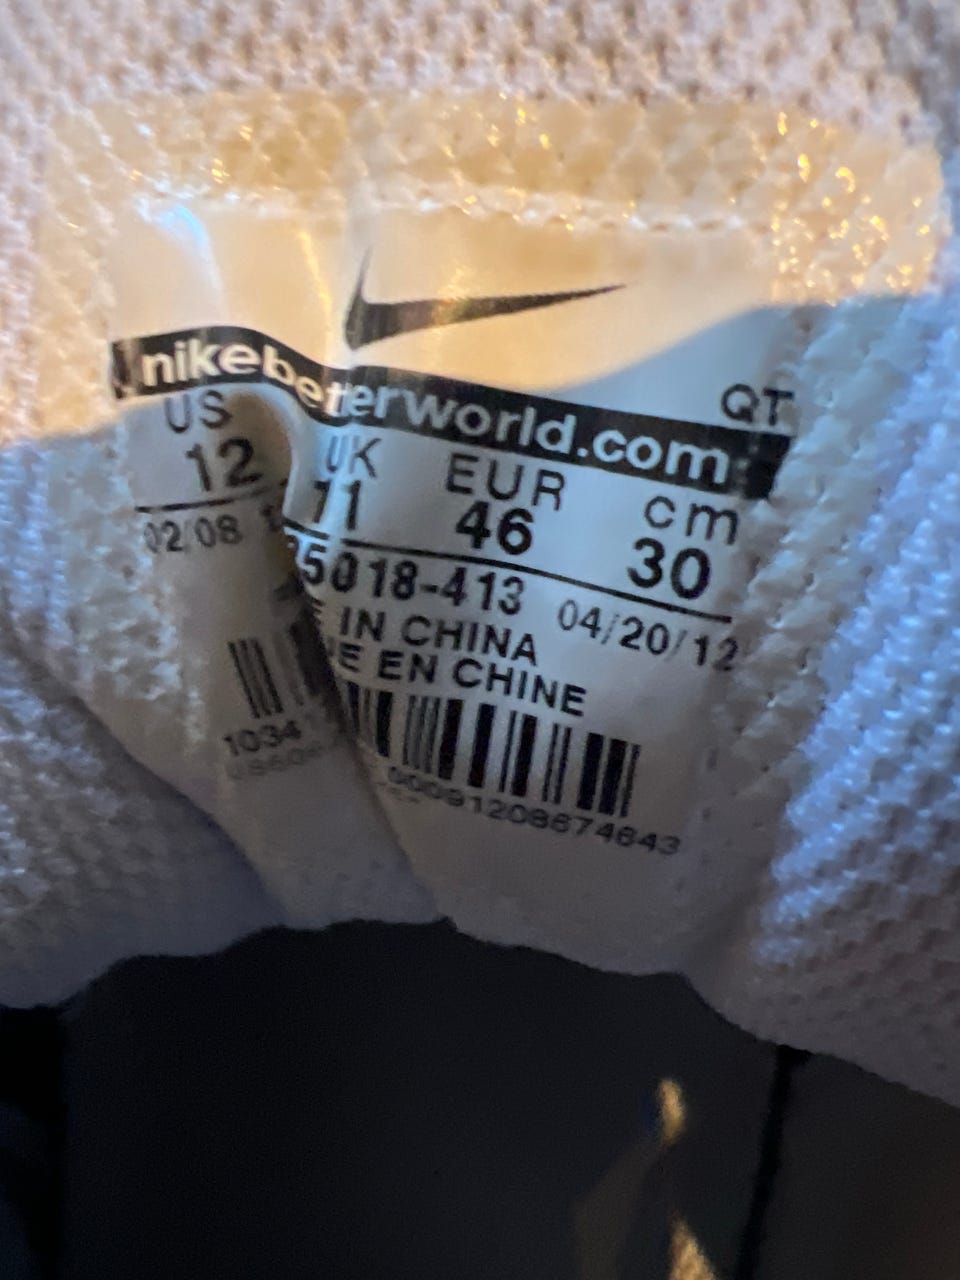 nikebetterworld.com
QT
US UK EUR cm
12 11 46 30
02/08 04/20/12
5018-413
IN CHINA
E EN CHINE
1034